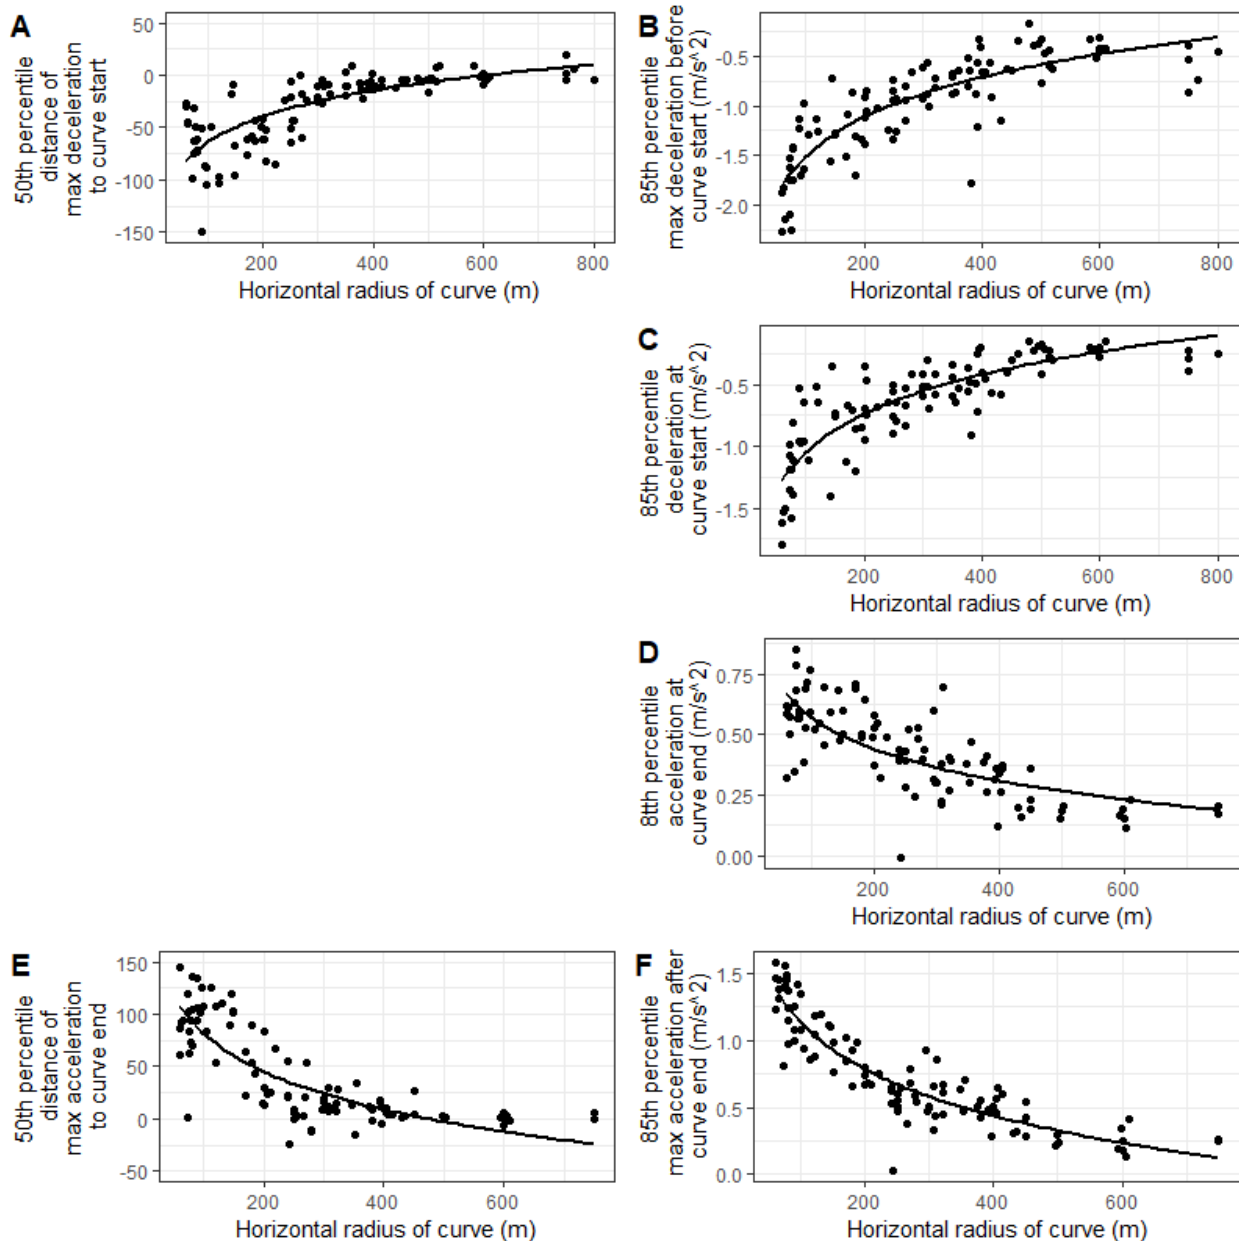 A
50th percentile
distance of
max deceleration
to curve start
50
0
-50
-100
-150
200 400 600 800
Horizontal radius of curve (m)
B
85th percentile
max deceleration before
curve start (m/s^2)
-0.5
-1.0
-1.5
-2.0
200 400 600 800
Horizontal radius of curve (m)
C
85th percentile
deceleration at
curve start (m/s^2)
-0.5
-1.0
-1.5
200 400 600 800
Horizontal radius of curve (m)
D
8tth percentile
acceleration at
curve end (m/s^2)
0.75
0.50
0.25
0.00
200 400 600
Horizontal radius of curve (m)
E
50th percentile
distance of
max acceleration
to curve end
150
100
50
0
-50
200 400 600
Horizontal radius of curve (m)
F
85th percentile
max acceleration after
curve end (m/s^2)
1.5
1.0
0.5
0.0
200 400 600
Horizontal radius of curve (m)